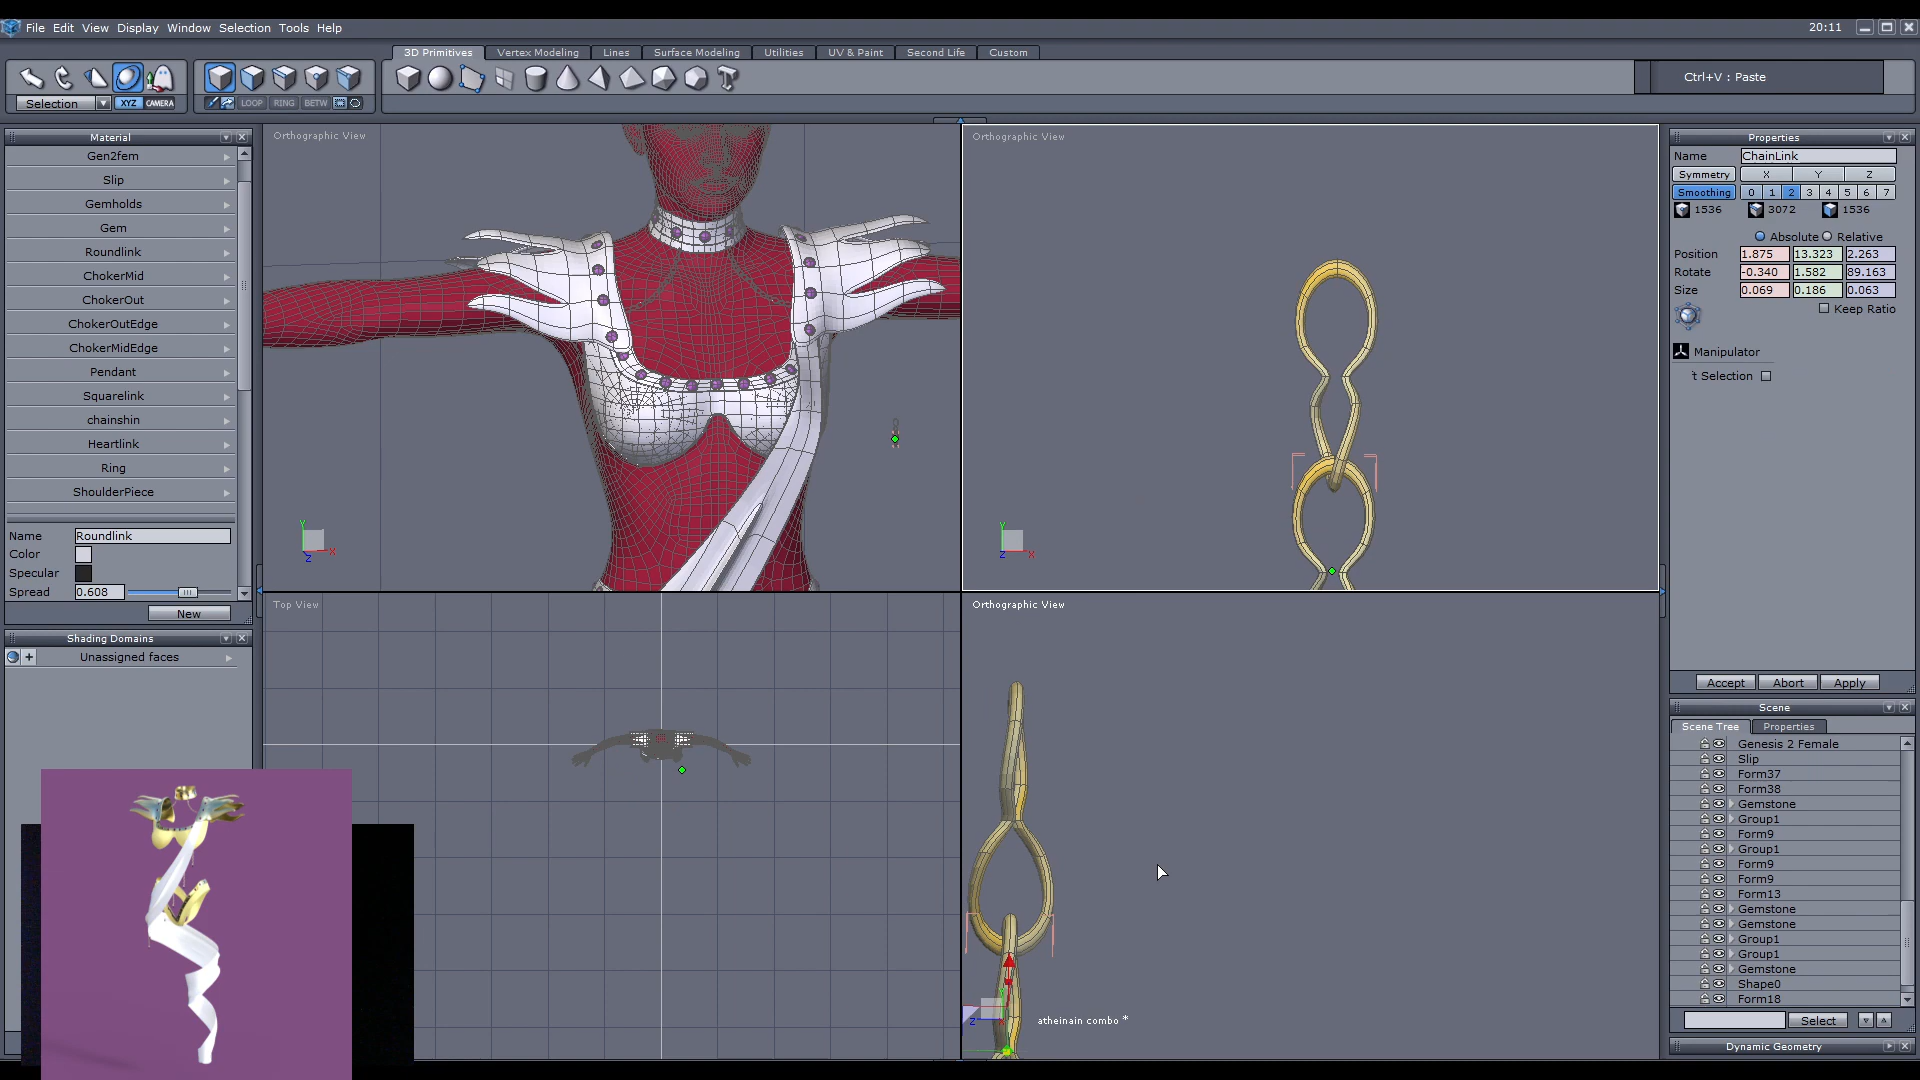 File Edit View Display Window Selection Tools Help
20:11
3D Primitives Vertex Modeling Lines Surface Modeling Utilities UV & Paint Second Life Custom
Ctrl+V : Paste
Selection XYZ CAMERA LOOP RING BETW
Material
Gen2fem
Slip
Gemholds
Gem
Roundlink
ChokerMid
ChokerOut
ChokerOutEdge
ChokerMidEdge
Pendant
Squarelink
chainshin
Heartlink
Ring
ShoulderPiece
Name Roundlink
Color
Specular
Spread 0.608
New
Shading Domains
Unassigned faces
Orthographic View
Y
X
Z
Orthographic View
Y
X
Z
Top View
Orthographic View
Z
X
atheinain combo *
Properties
Name ChainLink
Symmetry X Y Z
Smoothing 0 1 2 3 4 5 6 7
1536 3072 1536
Absolute Relative
Position 1.875 13.323 2.263
Rotate -0.340 1.582 89.163
Size 0.069 0.186 0.063
Keep Ratio
Manipulator
't Selection
Accept Abort Apply
Scene
Scene Tree Properties
Genesis 2 Female
Slip
Form37
Form38
Gemstone
Group1
Form9
Group1
Form9
Form9
Form13
Gemstone
Gemstone
Group1
Group1
Gemstone
Shape0
Form18
Select
Dynamic Geometry